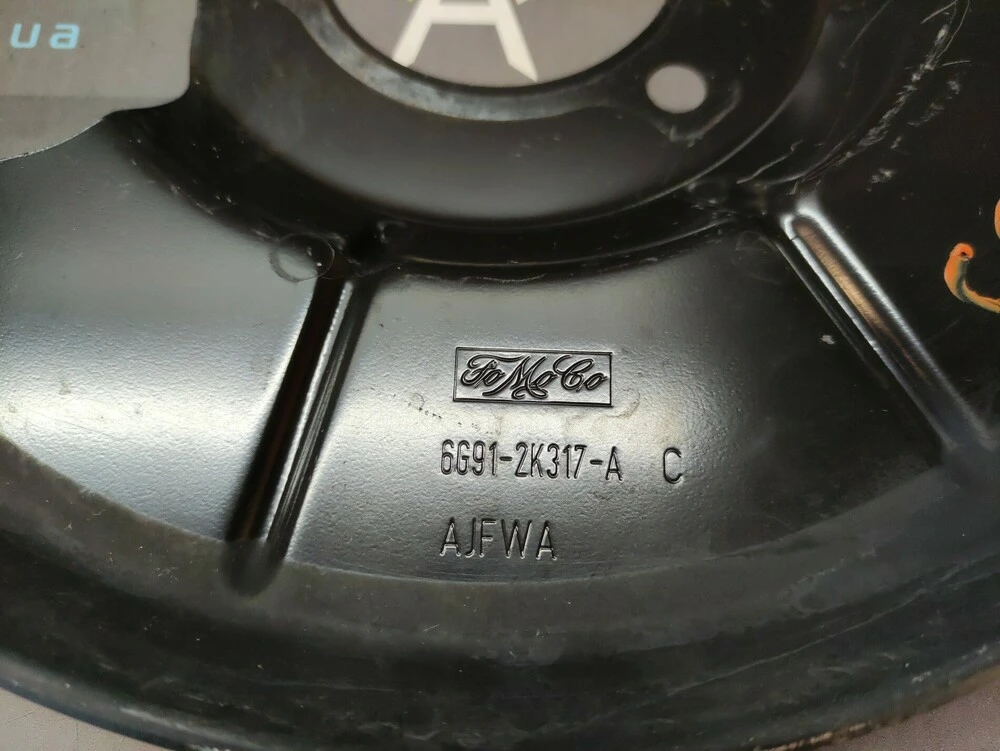 ua
FoMoCo
6G91-2K317-A C
AJFWA